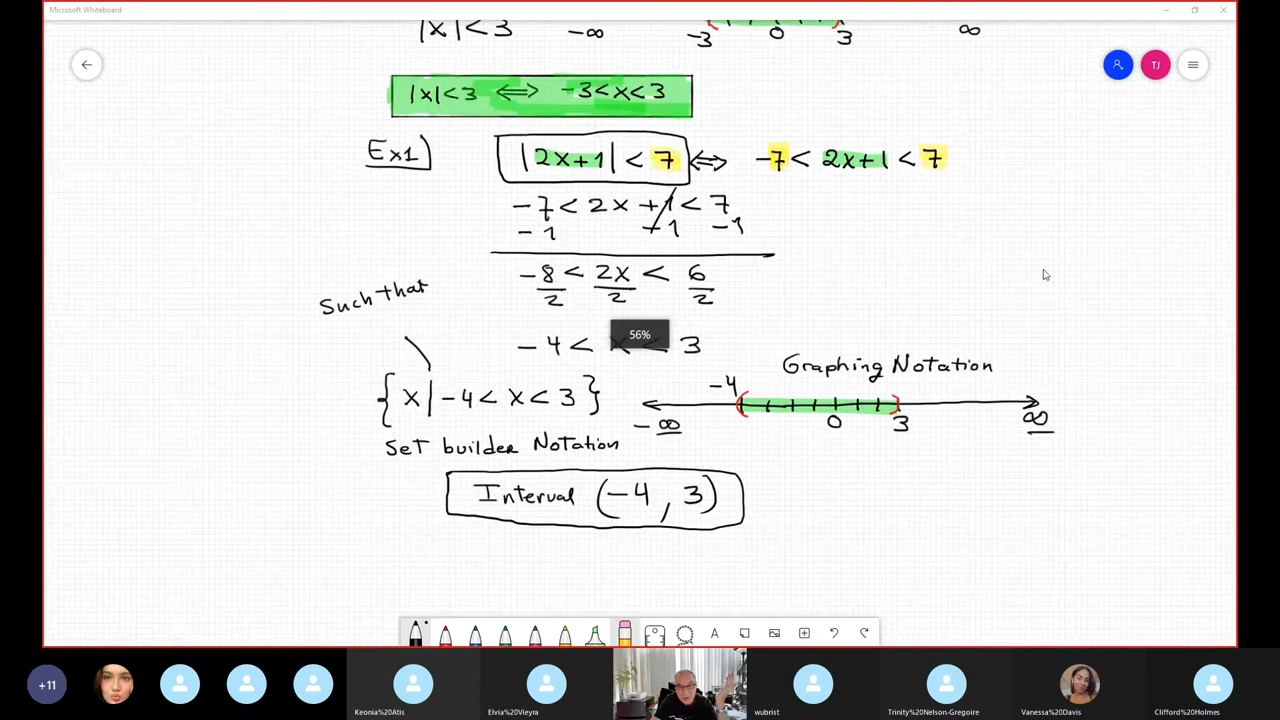 Microsoft Whiteboard
|x| < 3 -∞ -3 0 3 ∞
TJ
|x|<3 ⟺ -3<x<3
Ex1) |2x+1| < 7 ⟺ -7 < 2x+1 < 7
-7 < 2x +1 < 7
-1 -1 -1
-8 < 2x < 6
2 2 2
Such that
56%
-4 < x < 3
Graphing Notation
{ x | -4 < x < 3 }
-4
-∞ 0 3 ∞
Set builder Notation
Interval (-4, 3)
A
+11
Keonia%20Atis
Elvia%20Vieyra
wubrist
Trinity%20Nelson-Gregoire
Vanessa%20Davis
Clifford%20Holmes